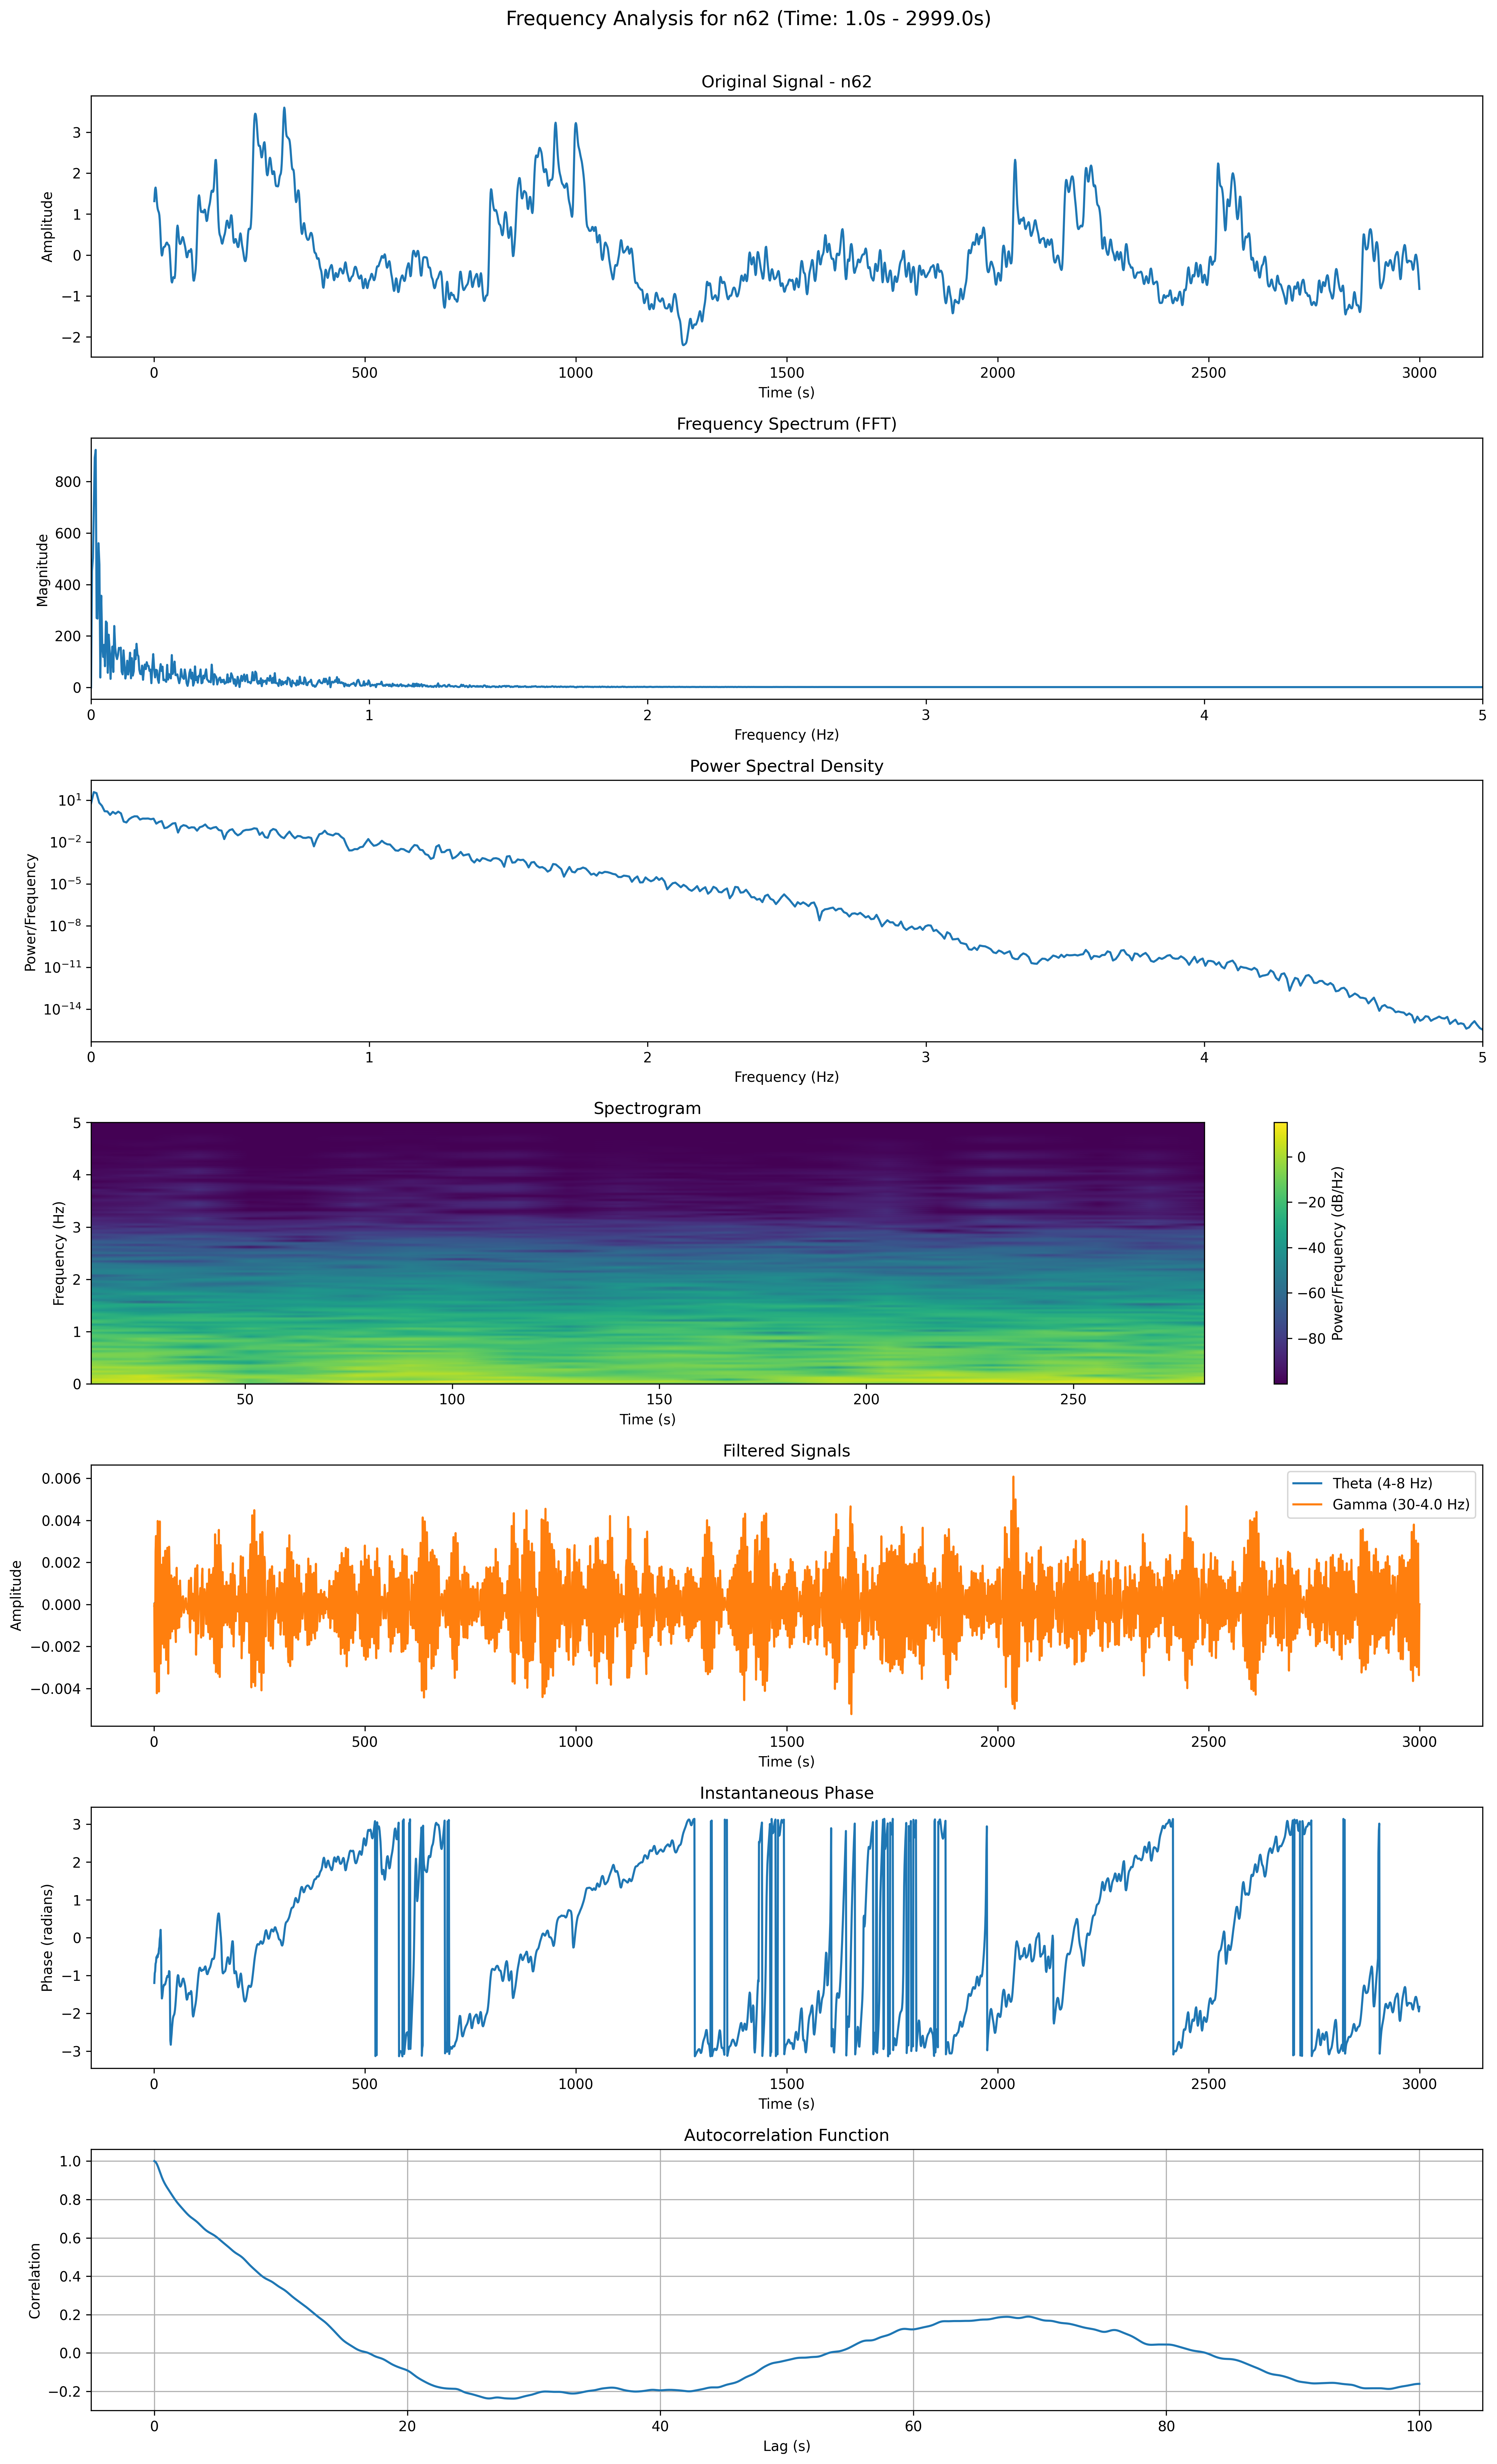 Frequency Analysis for n62 (Time: 1.0s - 2999.0s)
Original Signal - n62
Amplitude
3
2
1
0
−1
−2
0 500 1000 1500 2000 2500 3000
Time (s)
Frequency Spectrum (FFT)
Magnitude
800
600
400
200
0
0 1 2 3 4 5
Frequency (Hz)
Power Spectral Density
Power/Frequency
10¹
10⁻²
10⁻⁵
10⁻⁸
10⁻¹¹
10⁻¹⁴
0 1 2 3 4 5
Frequency (Hz)
Spectrogram
Frequency (Hz)
5
4
3
2
1
0
50 100 150 200 250
Time (s)
0
−20
−40
−60
−80
Power/Frequency (dB/Hz)
Filtered Signals
Theta (4-8 Hz)
Gamma (30-4.0 Hz)
Amplitude
0.006
0.004
0.002
0.000
−0.002
−0.004
0 500 1000 1500 2000 2500 3000
Time (s)
Instantaneous Phase
Phase (radians)
3
2
1
0
−1
−2
−3
0 500 1000 1500 2000 2500 3000
Time (s)
Autocorrelation Function
Correlation
1.0
0.8
0.6
0.4
0.2
0.0
−0.2
0 20 40 60 80 100
Lag (s)